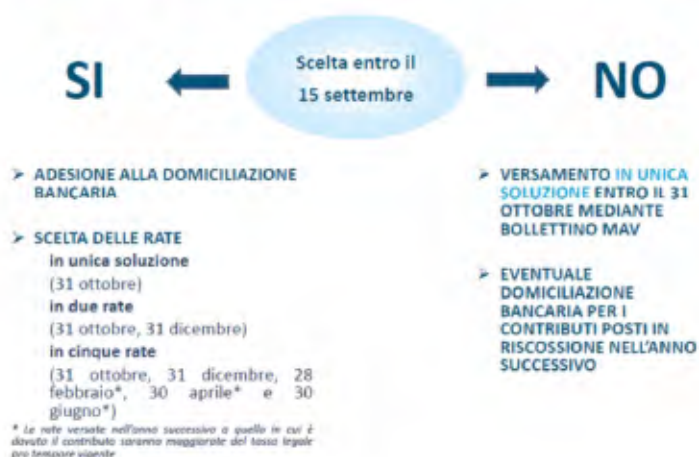 SI
Scelta entro il
15 settembre
NO
➤ ADESIONE ALLA DOMICILIAZIONE
BANCARIA
➤ SCELTA DELLE RATE
in unica soluzione
(31 ottobre)
in due rate
(31 ottobre, 31 dicembre)
in cinque rate
(31 ottobre, 31 dicembre, 28
febbraio*, 30 aprile* e 30
giugno*)
* Le rate versate nell'anno successivo a quello in cui è
dovuto il contributo saranno maggiorate del tasso legale
pro tempore vigente
➤ VERSAMENTO IN UNICA
SOLUZIONE ENTRO IL 31
OTTOBRE MEDIANTE
BOLLETTINO MAV
➤ EVENTUALE
DOMICILIAZIONE
BANCARIA PER I
CONTRIBUTI POSTI IN
RISCOSSIONE NELL'ANNO
SUCCESSIVO